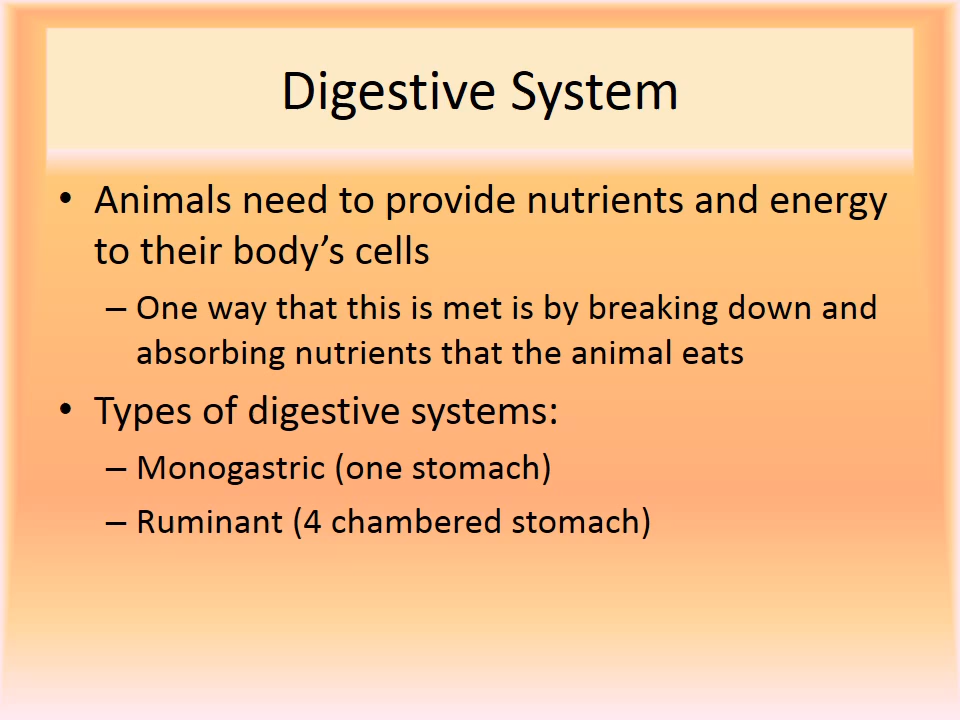 Digestive System
• Animals need to provide nutrients and energy
to their body’s cells
– One way that this is met is by breaking down and
absorbing nutrients that the animal eats
• Types of digestive systems:
– Monogastric (one stomach)
– Ruminant (4 chambered stomach)